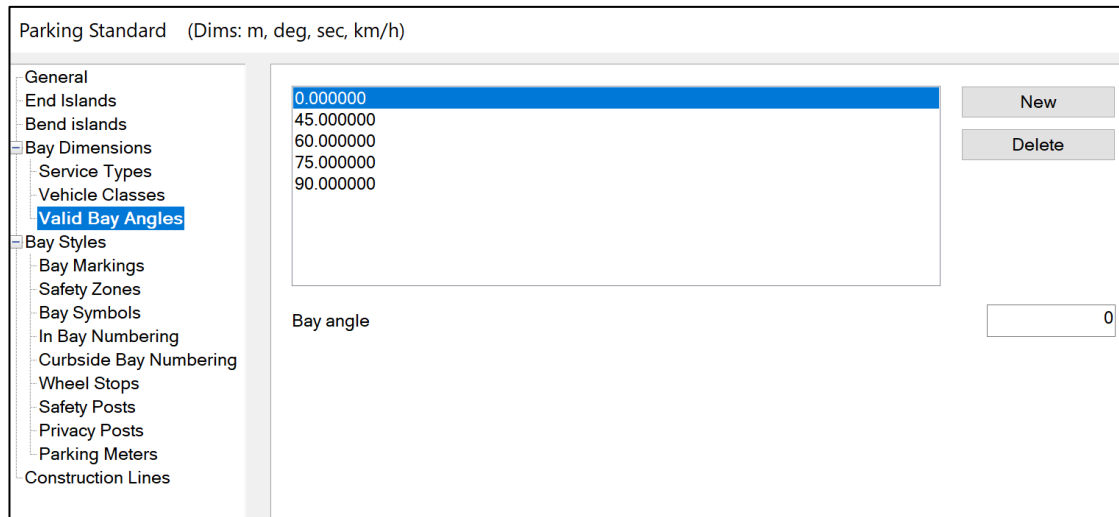 Parking Standard (Dims: m, deg, sec, km/h)
General
End Islands
Bend islands
Bay Dimensions
Service Types
Vehicle Classes
Valid Bay Angles
Bay Styles
Bay Markings
Safety Zones
Bay Symbols
In Bay Numbering
Curbside Bay Numbering
Wheel Stops
Safety Posts
Privacy Posts
Parking Meters
Construction Lines
0.000000
45.000000
60.000000
75.000000
90.000000
New
Delete
Bay angle 0